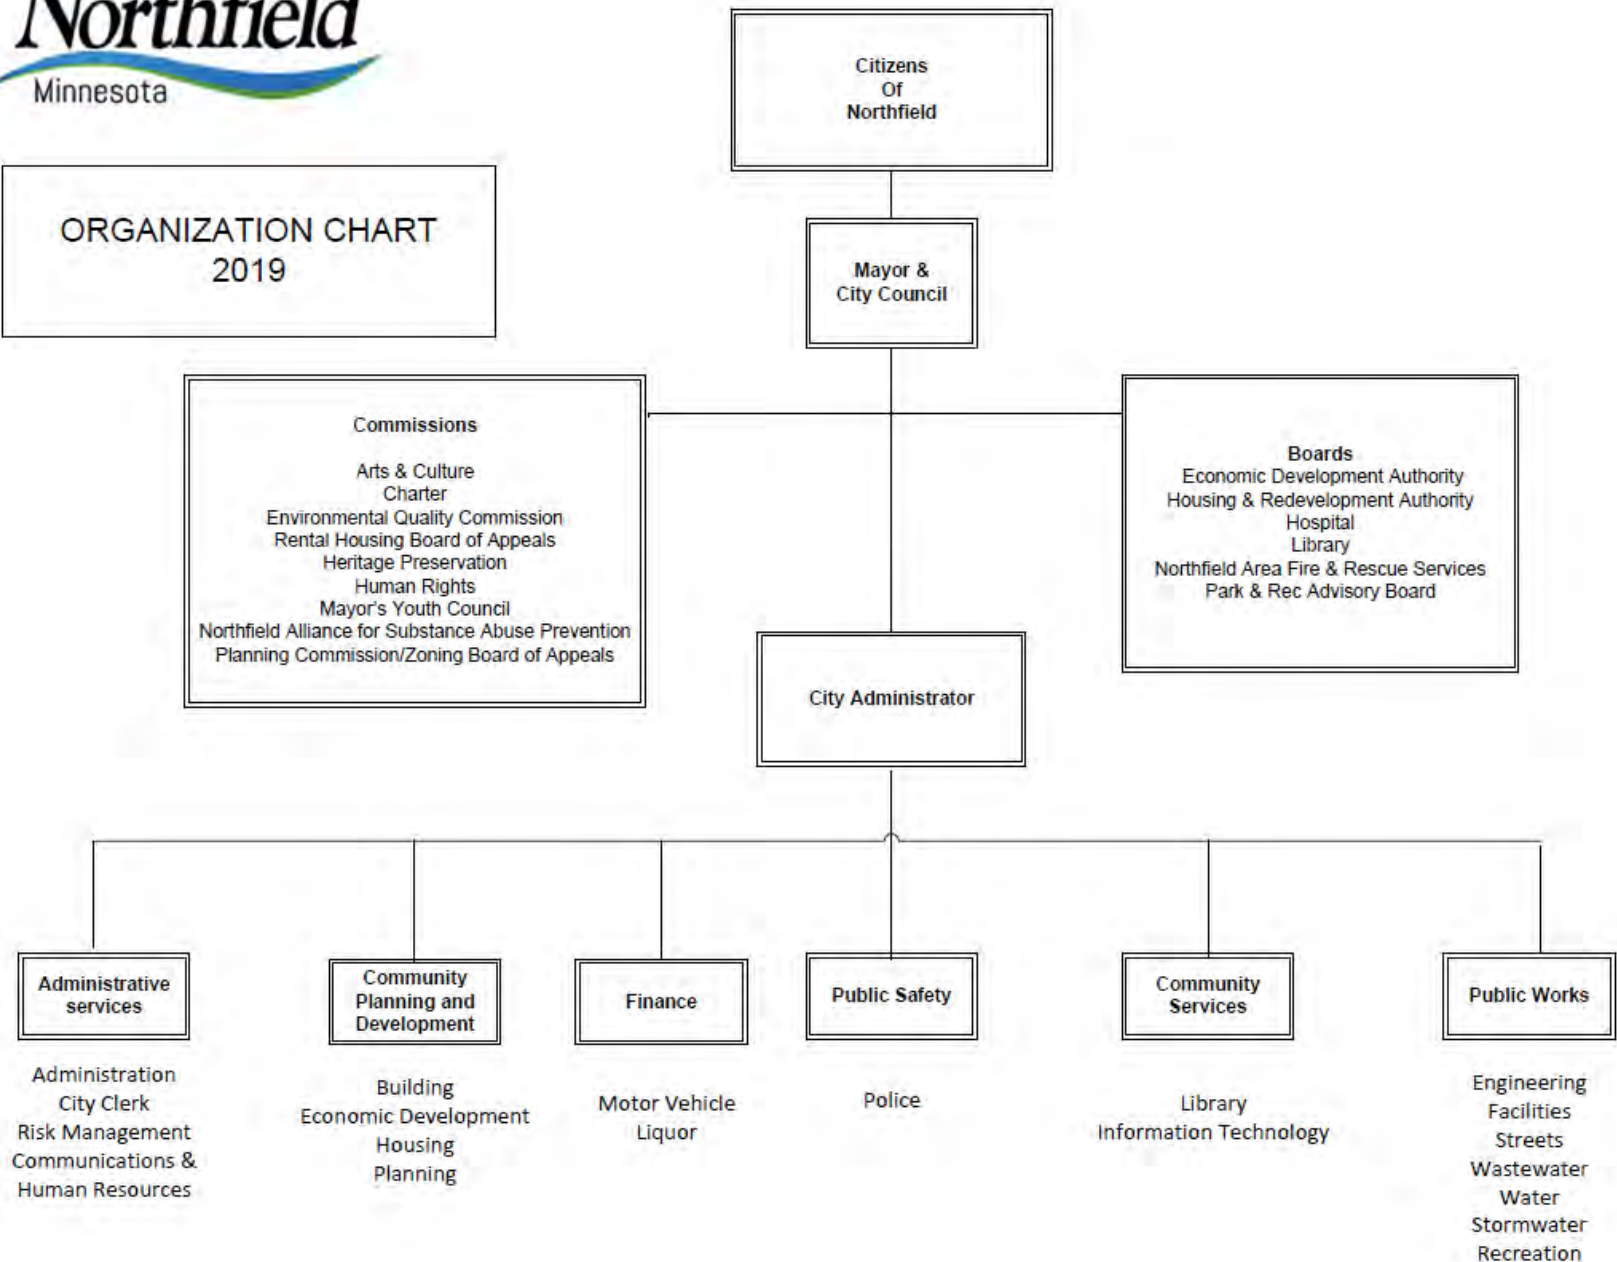 Northfield
Minnesota
ORGANIZATION CHART
2019
Citizens
Of
Northfield
Mayor &
City Council
Commissions
Arts & Culture
Charter
Environmental Quality Commission
Rental Housing Board of Appeals
Heritage Preservation
Human Rights
Mayor's Youth Council
Northfield Alliance for Substance Abuse Prevention
Planning Commission/Zoning Board of Appeals
Boards
Economic Development Authority
Housing & Redevelopment Authority
Hospital
Library
Northfield Area Fire & Rescue Services
Park & Rec Advisory Board
City Administrator
Administrative
services
Administration
City Clerk
Risk Management
Communications &
Human Resources
Community
Planning and
Development
Building
Economic Development
Housing
Planning
Finance
Motor Vehicle
Liquor
Public Safety
Police
Community
Services
Library
Information Technology
Public Works
Engineering
Facilities
Streets
Wastewater
Water
Stormwater
Recreation